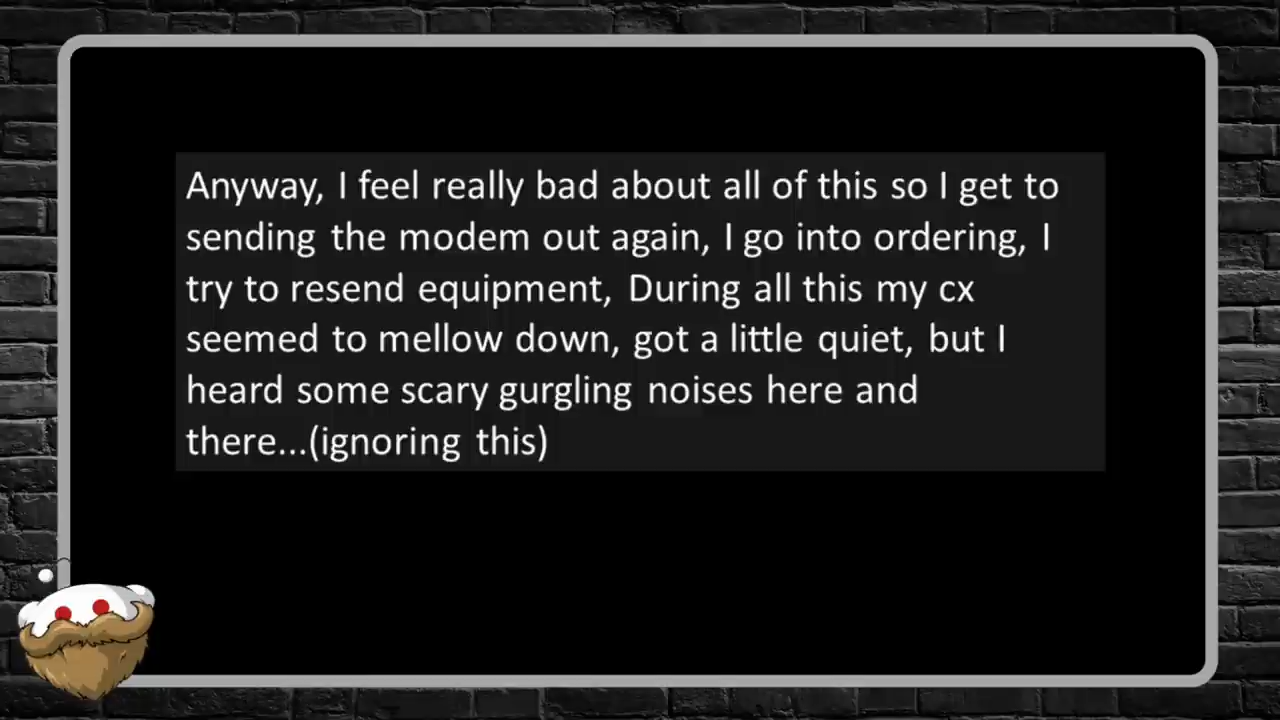 Anyway, I feel really bad about all of this so I get to
sending the modem out again, I go into ordering, I
try to resend equipment, During all this my cx
seemed to mellow down, got a little quiet, but I
heard some scary gurgling noises here and
there...(ignoring this)